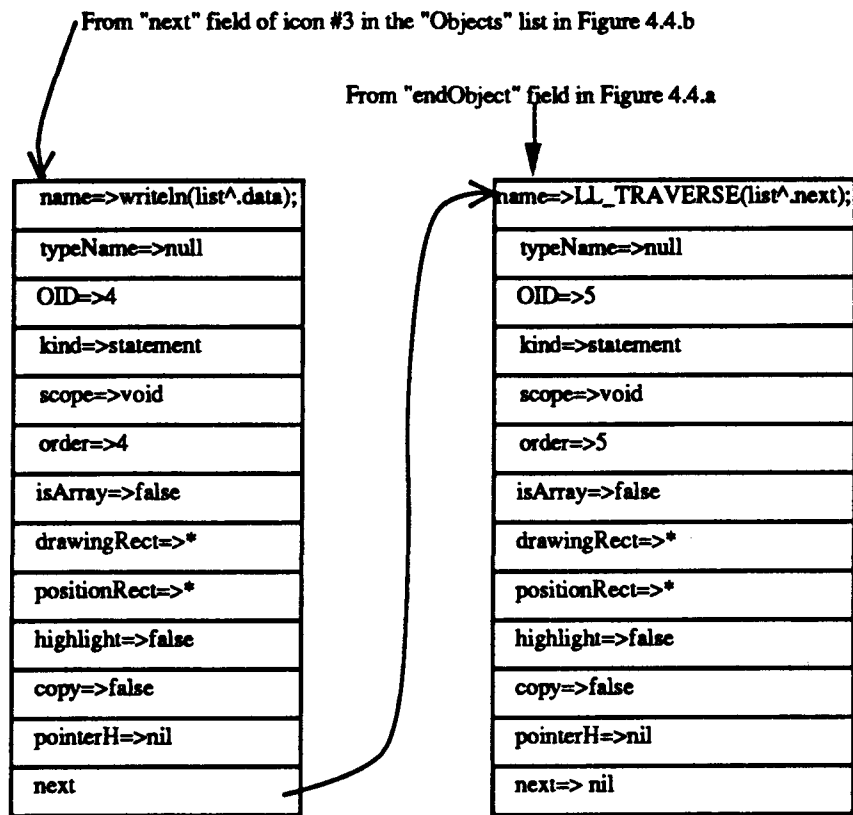 From "next" field of icon #3 in the "Objects" list in Figure 4.4.b
From "endObject" field in Figure 4.4.a
name=>writeln(list^.data);
typeName=>null
OID=>4
kind=>statement
scope=>void
order=>4
isArray=>false
drawingRect=>*
positionRect=>*
highlight=>false
copy=>false
pointerH=>nil
next
name=>LL_TRAVERSE(list^.next);
typeName=>null
OID=>5
kind=>statement
scope=>void
order=>5
isArray=>false
drawingRect=>*
positionRect=>*
highlight=>false
copy=>false
pointerH=>nil
next=> nil